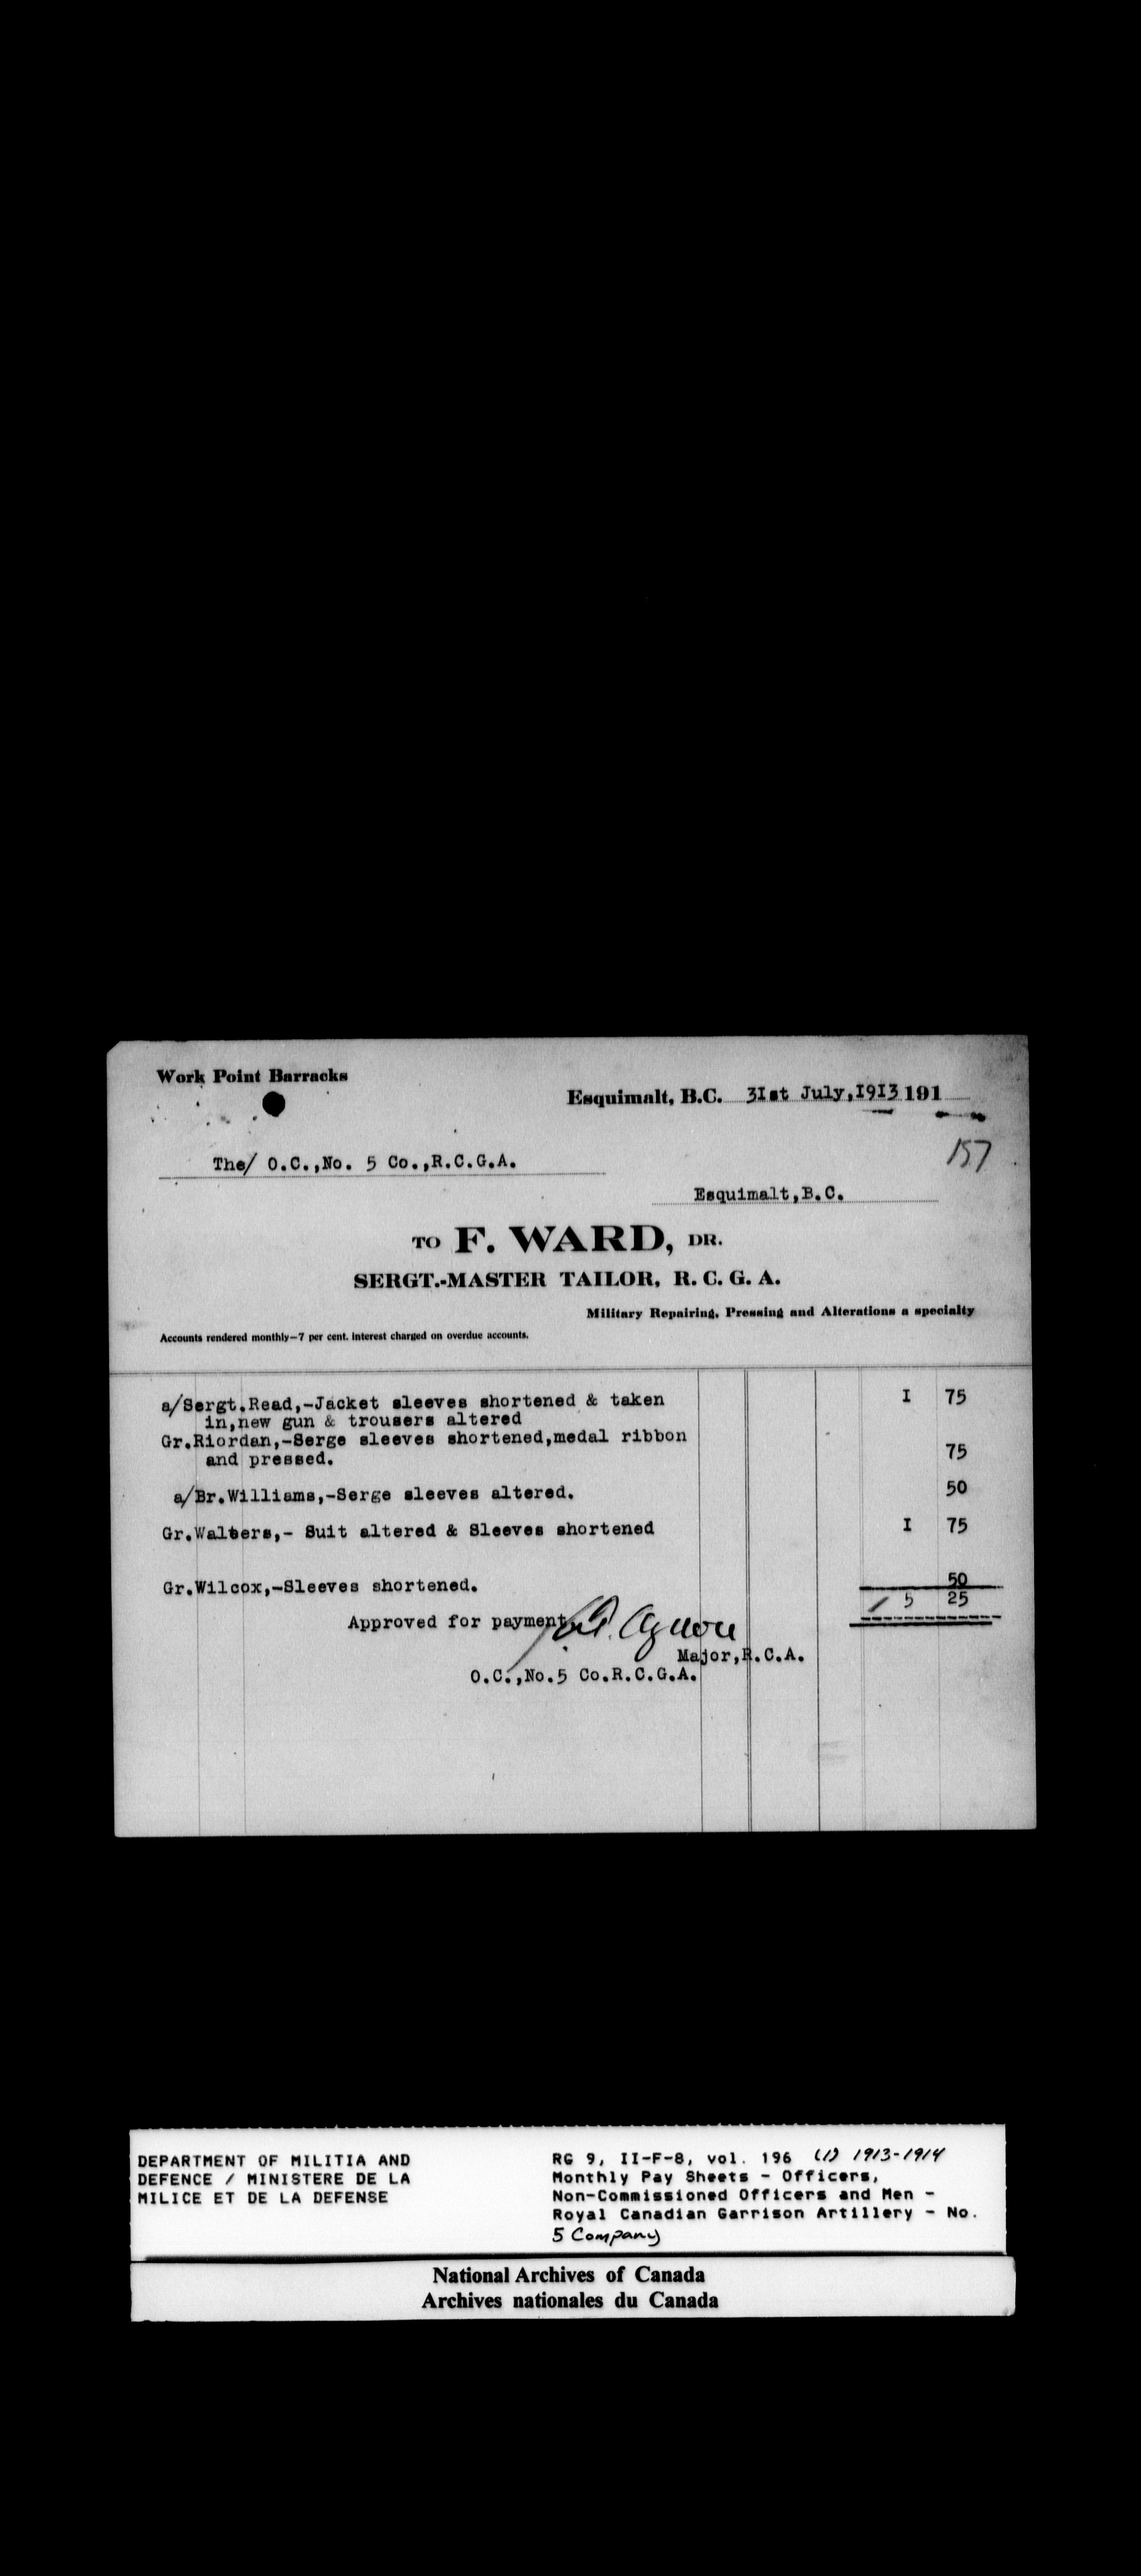 Work Point Barracks
Esquimalt, B.C. 3Ist July,I9I3 191
157
The/ O.C.,No. 5 Co.,R.C.G.A.
Esquimalt,B.C.
TO F. WARD, DR.
SERGT.-MASTER TAILOR, R. C. G. A.
Military Repairing, Pressing and Alterations a specialty
Accounts rendered monthly—7 per cent. interest charged on overdue accounts.
a/Sergt.Read,-Jacket sleeves shortened & taken I 75
in,new gun & trousers altered
Gr.Riordan,-Serge sleeves shortened,medal ribbon
and pressed. 75
a/Br.Williams,-Serge sleeves altered. 50
Gr.Walters,- Suit altered & Sleeves shortened I 75
Gr.Wilcox,-Sleeves shortened. 50
5 25
Approved for payment
Major,R.C.A.
O.C.,No.5 Co.R.C.G.A.
DEPARTMENT OF MILITIA AND
DEFENCE / MINISTERE DE LA
MILICE ET DE LA DEFENSE
RG 9, II-F-8, vol. 196 (1) 1913-1914
Monthly Pay Sheets - Officers,
Non-Commissioned Officers and Men -
Royal Canadian Garrison Artillery - No.
5 Company
National Archives of Canada
Archives nationales du Canada